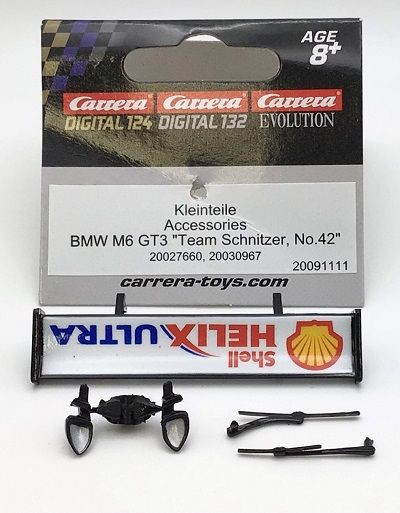 AGE
8+
Carrera Carrera Carrera
DIGITAL 124 DIGITAL 132 EVOLUTION
Kleinteile
Accessories
BMW M6 GT3 "Team Schnitzer, No.42"
20027660, 20030967
20091111
carrera-toys.com
Shell
HELIX ULTRA